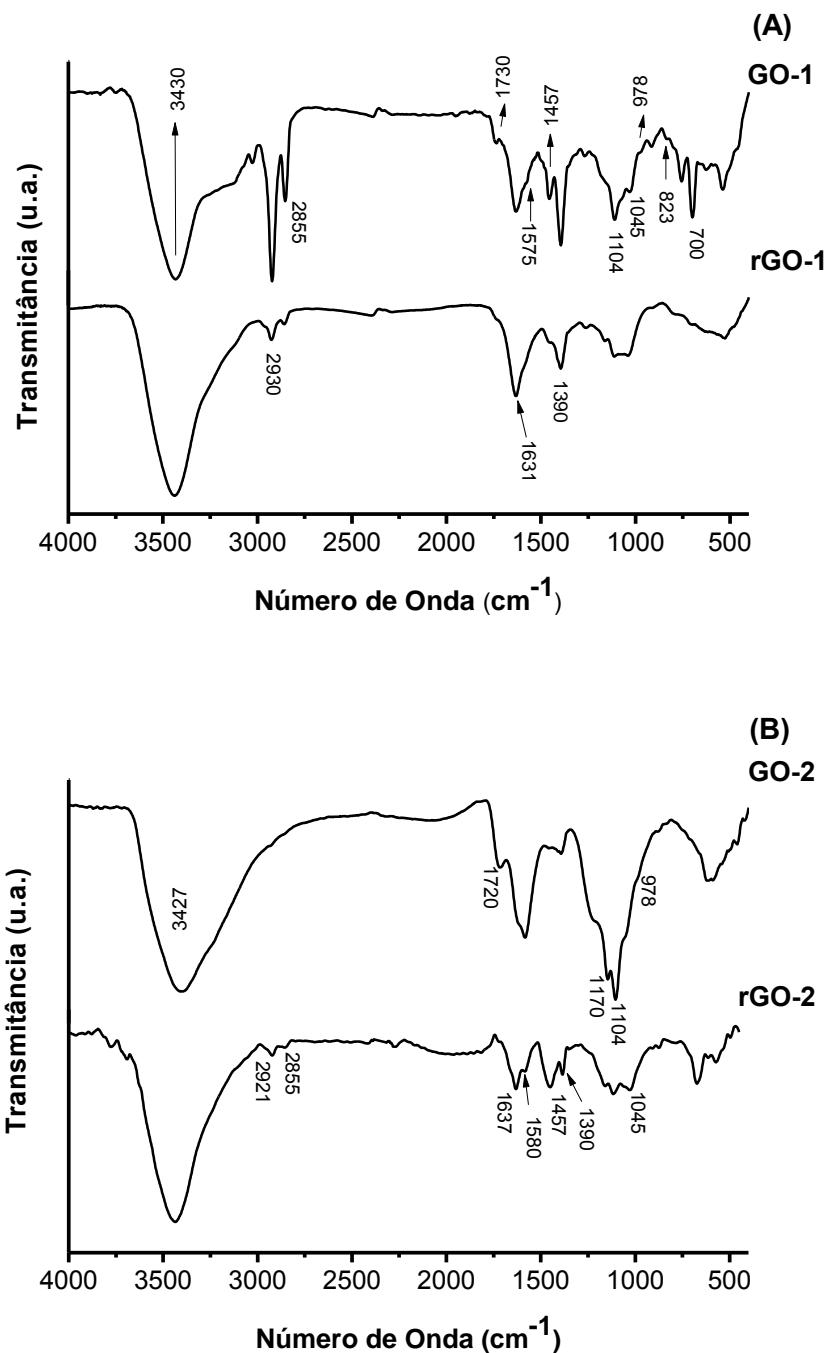 (A)
GO-1
3430
2855
1730
1575
1457
1104
1045
876
823
700
rGO-1
2930
1631
1390
Transmitância (u.a.)
4000 3500 3000 2500 2000 1500 1000 500
Número de Onda (cm-1)
(B)
GO-2
3427
1720
1170
1104
978
rGO-2
2921
2855
1637
1580
1457
1390
1045
Transmitância (u.a.)
4000 3500 3000 2500 2000 1500 1000 500
Número de Onda (cm-1)